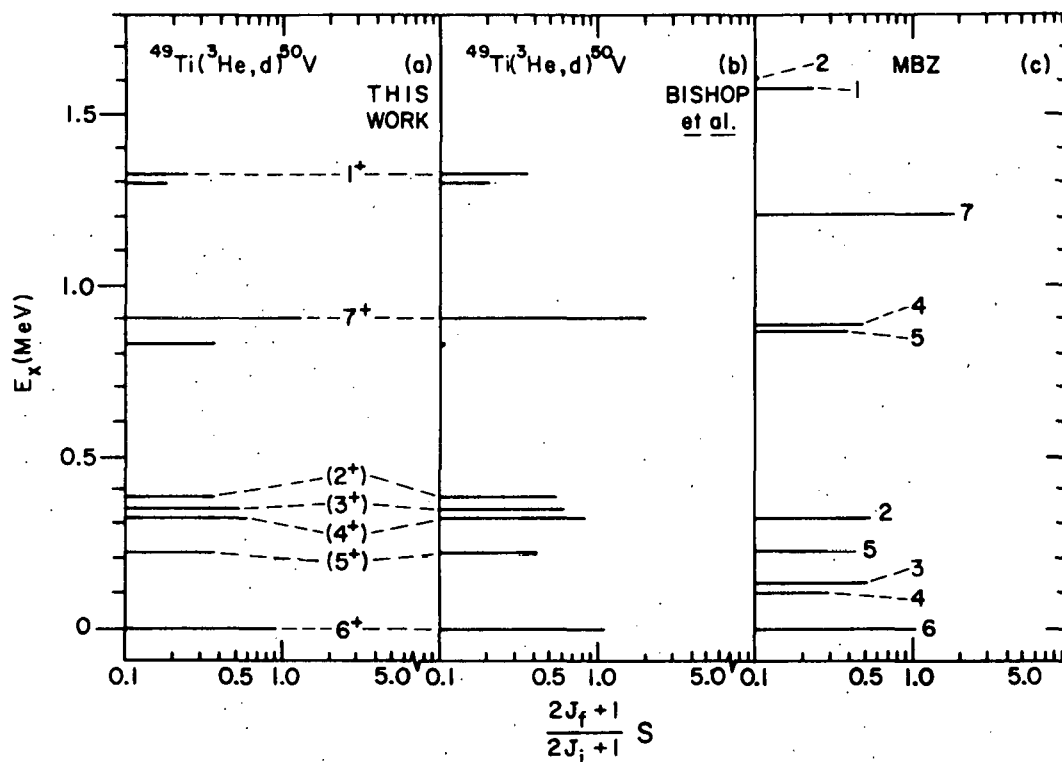 ⁴⁹Ti(³He,d)⁵⁰V
(a)
THIS
WORK
⁴⁹Ti(³He,d)⁵⁰V
(b)
BISHOP
et al.
MBZ
(c)
2
1
1⁺
7
7⁺
4
5
(2⁺)
(3⁺)
(4⁺)
(5⁺)
6⁺
2
5
3
4
6
Eₓ(MeV)
1.5
1.0
0.5
0
0.1 0.5 1.0 5.0
0.1 0.5 1.0 5.0
0.1 0.5 1.0 5.0
2J_f + 1
2J_i + 1
S